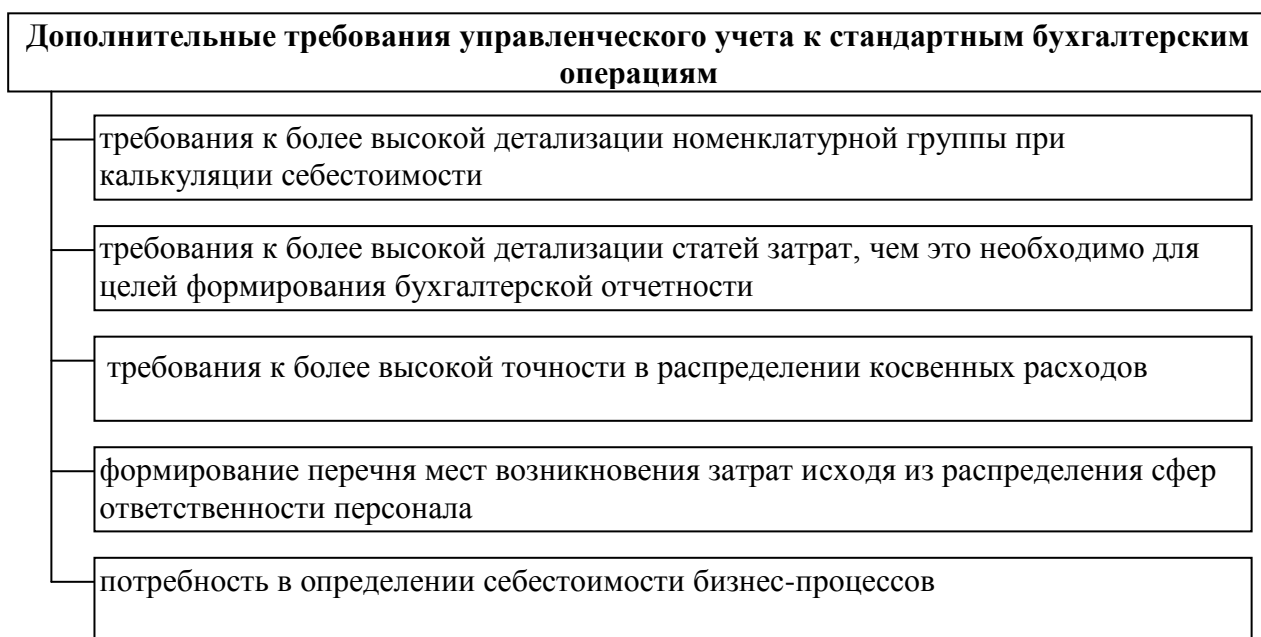 Дополнительные требования управленческого учета к стандартным бухгалтерским
операциям
требования к более высокой детализации номенклатурной группы при
калькуляции себестоимости
требования к более высокой детализации статей затрат, чем это необходимо для
целей формирования бухгалтерской отчетности
требования к более высокой точности в распределении косвенных расходов
формирование перечня мест возникновения затрат исходя из распределения сфер
ответственности персонала
потребность в определении себестоимости бизнес-процессов